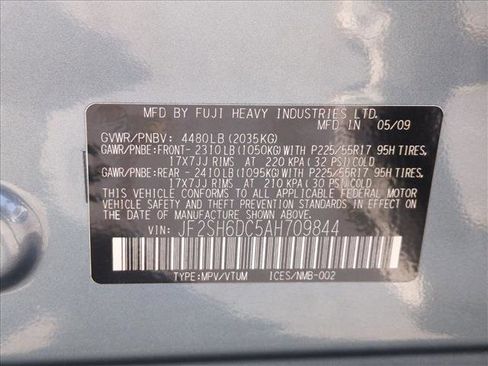 MFD BY FUJI HEAVY INDUSTRIES LTD.
MFD IN 05/09
GVWR/PNBV: 4480LB(2035KG)
GAWR/PNBE:FRONT-2310LB(1050KG)WITH P225/55R17 95H TIRES,
17X7JJ RIMS AT 220 KPA(32 PSI)COLD
GAWR/PNBE:REAR -2410LB(1095KG)WITH P225/55R17 95H TIRES,
17X7JJ RIMS AT 210 KPA(30 PSI)COLD
THIS VEHICLE CONFORMS TO ALL APPLICABLE FEDERAL MOTOR
VEHICLE SAFETY, BUMPER, AND THEFT PREVENTION STANDARDS
IN EFFECT ON THE DATE OF MANUFACTURE SHOWN ABOVE.
VIN: JF2SH6DC5AH709844
TYPE:MPV/VTUM ICES/NMB-002